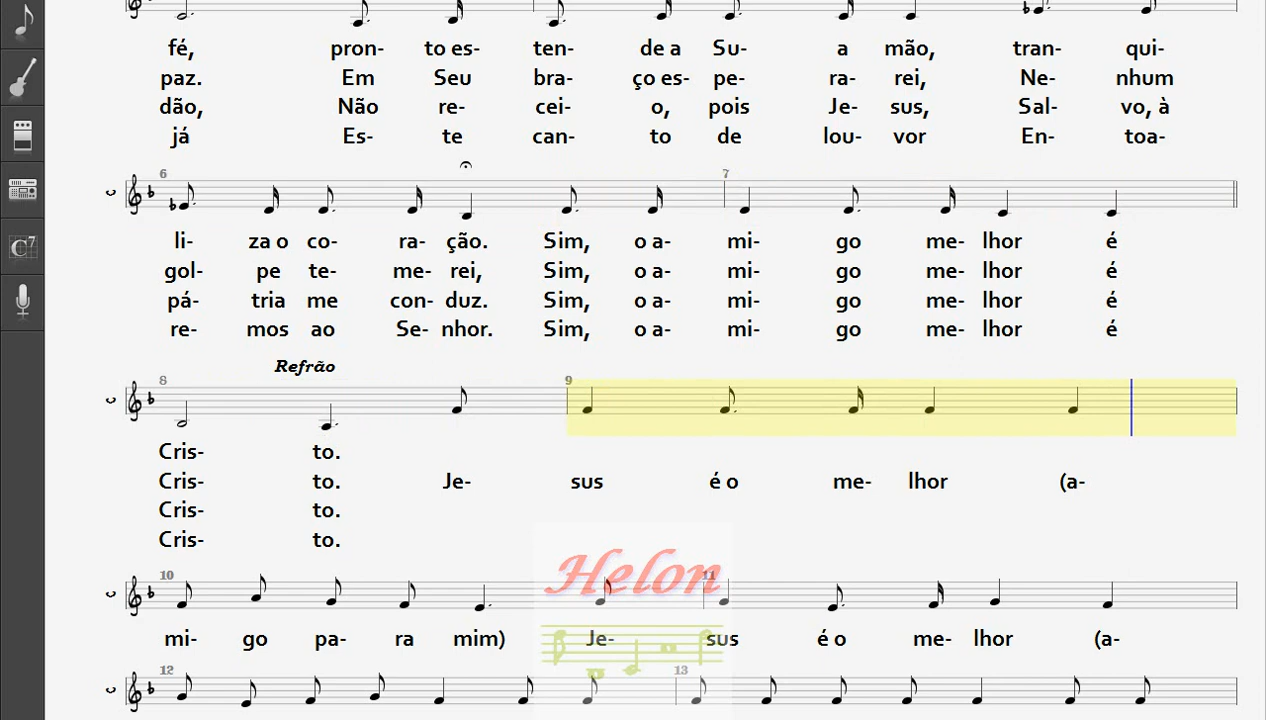 fé, pron- to es- ten- de a Su- a mão, tran- qui-
paz. Em Seu bra- ço es- pe- ra- rei, Ne- nhum
dão, Não re- cei- o, pois Je- sus, Sal- vo, à
já Es- te can- to de lou- vor En- toa-
6 7
li- za o co- ra- ção. Sim, o a- mi- go me- lhor é
gol- pe te- me- rei, Sim, o a- mi- go me- lhor é
pá- tria me con- duz. Sim, o a- mi- go me- lhor é
re- mos ao Se- nhor. Sim, o a- mi- go me- lhor é
C7
Refrão
8 9
Cris- to.
Cris- to. Je- sus é o me- lhor (a-
Cris- to.
Cris- to.
Helon
10 11
mi- go pa- ra mim) Je- sus é o me- lhor (a-
12 13